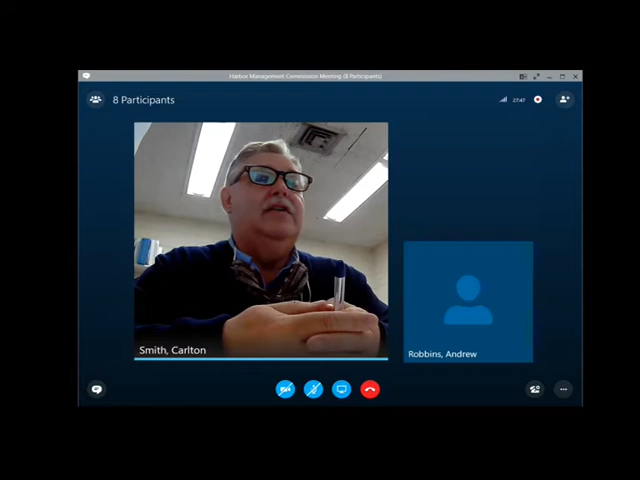 Harbor Management Commission Meeting (8 Participants)
8 Participants
27:47
Smith, Carlton
Robbins, Andrew